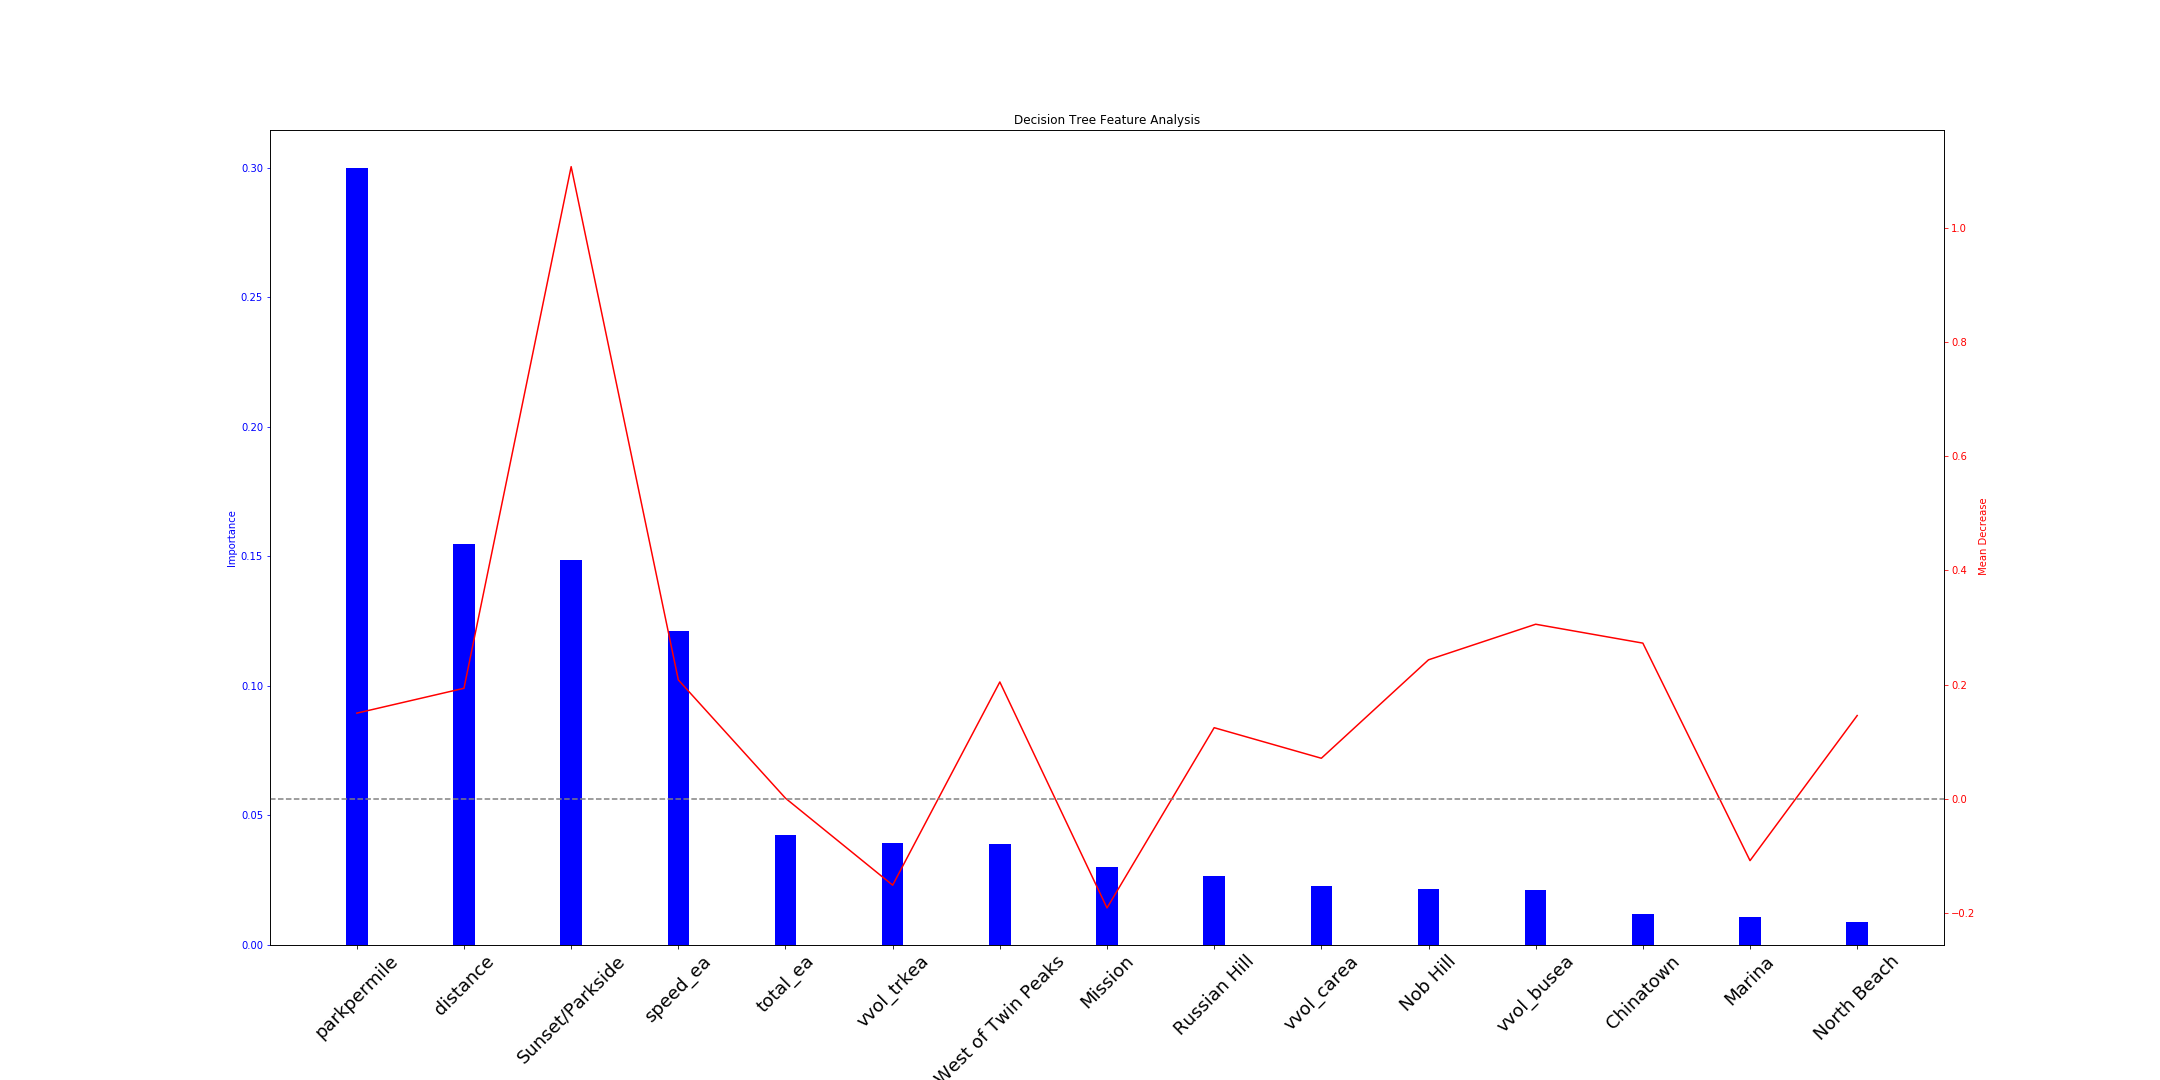 Decision Tree Feature Analysis
Importance
0.30
0.25
0.20
0.15
0.10
0.05
0.00
Mean Decrease
1.0
0.8
0.6
0.4
0.2
0.0
−0.2
parkpermile
distance
Sunset/Parkside
speed_ea
total_ea
vvol_trkea
West of Twin Peaks
Mission
Russian Hill
vvol_carea
Nob Hill
vvol_busea
Chinatown
Marina
North Beach